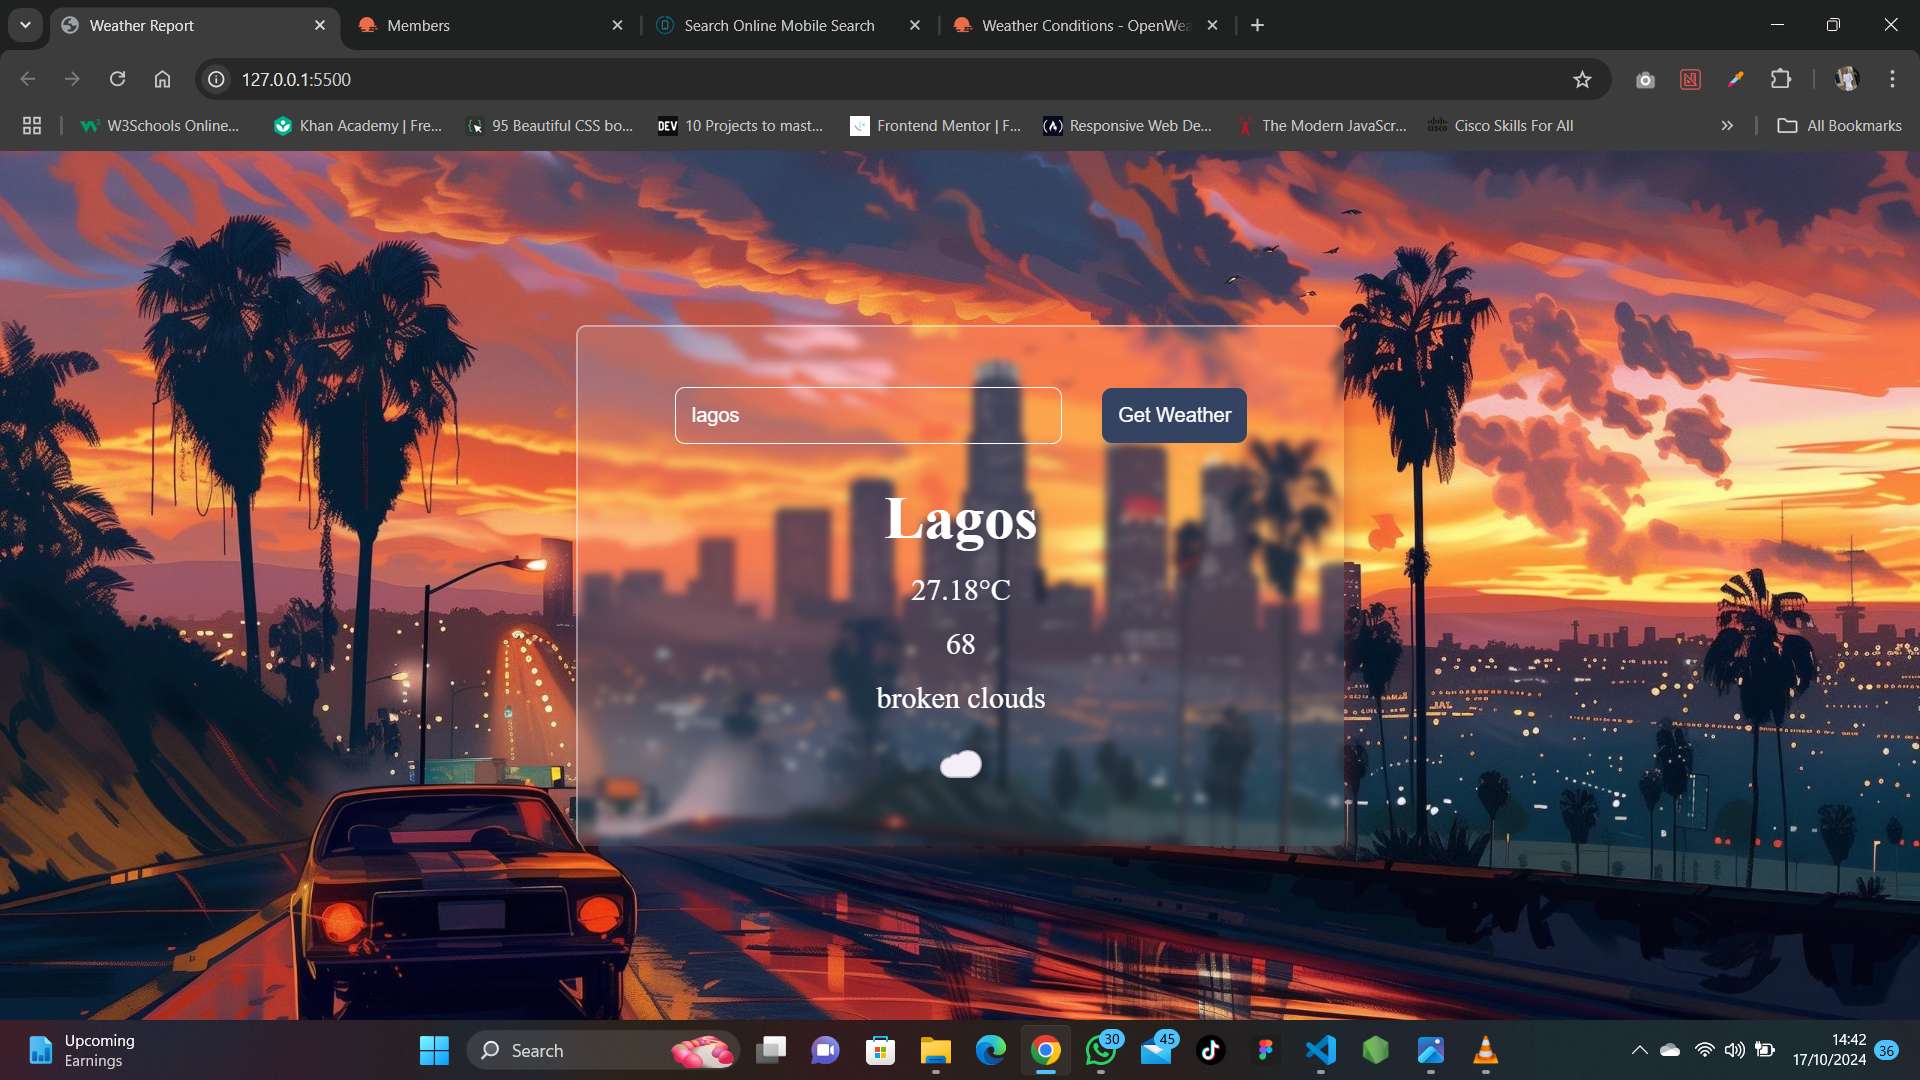 Weather Report
Members
Search Online Mobile Search
Weather Conditions - OpenWea
127.0.0.1:5500
W3Schools Online...
Khan Academy | Fre...
95 Beautiful CSS bo...
DEV 10 Projects to mast...
Frontend Mentor | F...
(A) Responsive Web De...
The Modern JavaScr...
cisco Cisco Skills For All
All Bookmarks
lagos
Get Weather
Lagos
27.18°C
68
broken clouds
Upcoming
Earnings
Search
30
45
14:42
17/10/2024
36